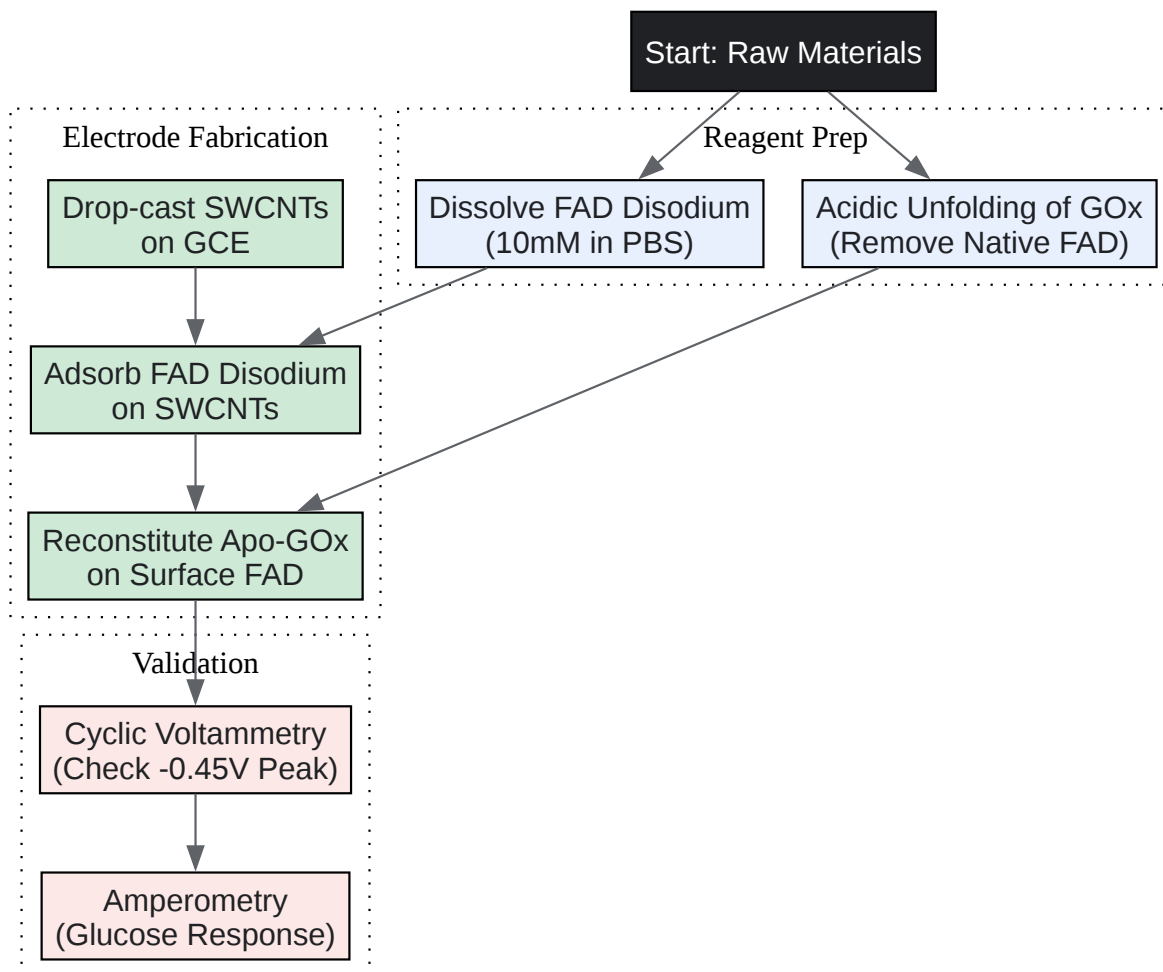 Start: Raw Materials
Electrode Fabrication
Reagent Prep
Drop-cast SWCNTs
on GCE
Dissolve FAD Disodium
(10mM in PBS)
Acidic Unfolding of GOx
(Remove Native FAD)
Adsorb FAD Disodium
on SWCNTs
Reconstitute Apo-GOx
on Surface FAD
Validation
Cyclic Voltammetry
(Check -0.45V Peak)
Amperometry
(Glucose Response)